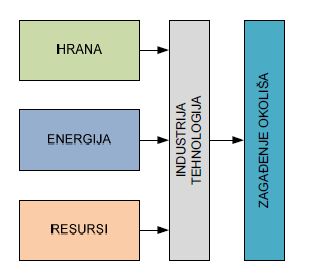 HRANA
ENERGIJA
RESURSI
INDUSTRIJA
TEHNOLOGIJA
ZAGAĐENJE OKOLIŠA